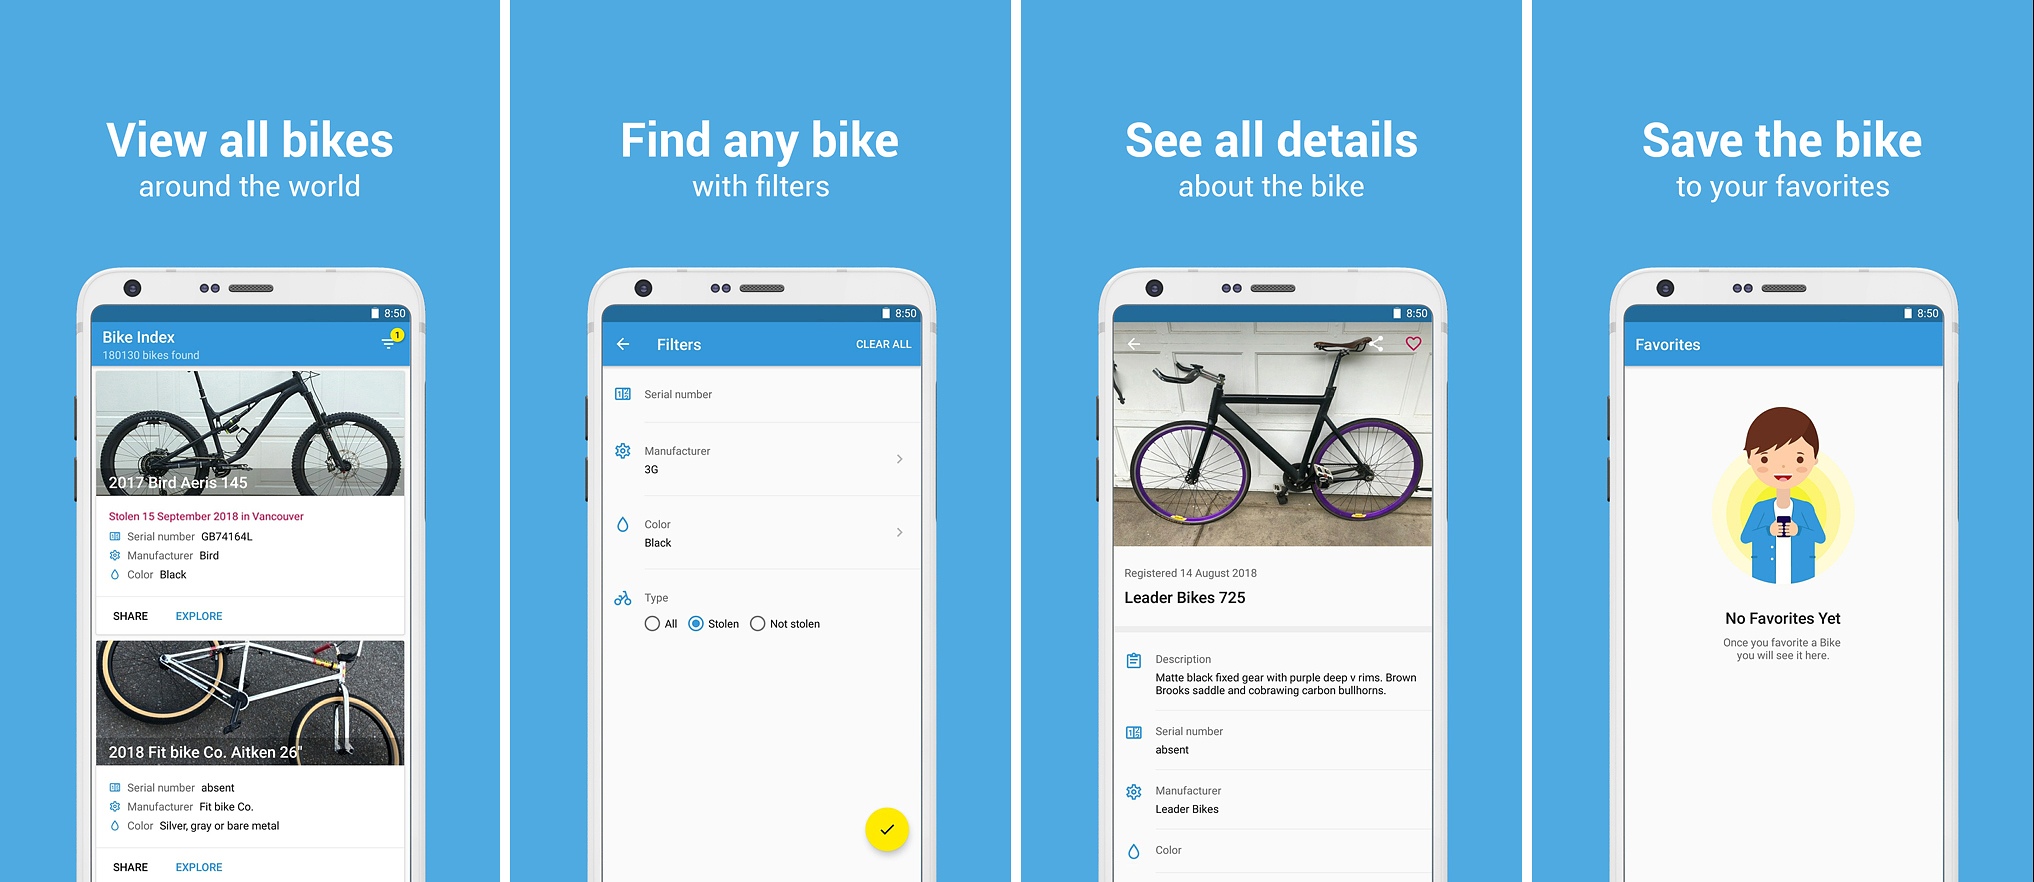 View all bikes
around the world
8:50
Bike Index
180130 bikes found
1
2017 Bird Aeris 145
Stolen 15 September 2018 in Vancouver
Serial number GB74164L
Manufacturer Bird
Color Black
SHARE EXPLORE
2018 Fit bike Co. Aitken 26"
Serial number absent
Manufacturer Fit bike Co.
Color Silver, gray or bare metal
SHARE EXPLORE
Find any bike
with filters
8:50
Filters CLEAR ALL
Serial number
Manufacturer
3G
Color
Black
Type
All Stolen Not stolen
See all details
about the bike
8:50
Registered 14 August 2018
Leader Bikes 725
Description
Matte black fixed gear with purple deep v rims. Brown
Brooks saddle and cobrawing carbon bullhorns.
Serial number
absent
Manufacturer
Leader Bikes
Color
Save the bike
to your favorites
8:50
Favorites
No Favorites Yet
Once you favorite a Bike
you will see it here.